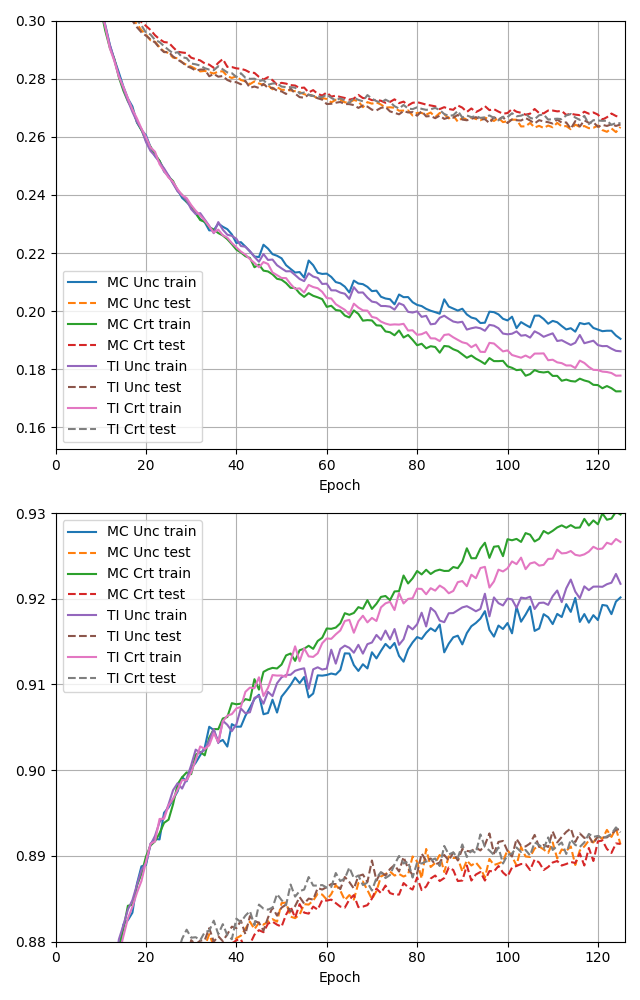 0.30
0.28
0.26
0.24
0.22
0.20
0.18
0.16
MC Unc train
MC Unc test
MC Crt train
MC Crt test
TI Unc train
TI Unc test
TI Crt train
TI Crt test
0 20 40 60 80 100 120
Epoch
0.93
0.92
0.91
0.90
0.89
0.88
MC Unc train
MC Unc test
MC Crt train
MC Crt test
TI Unc train
TI Unc test
TI Crt train
TI Crt test
0 20 40 60 80 100 120
Epoch